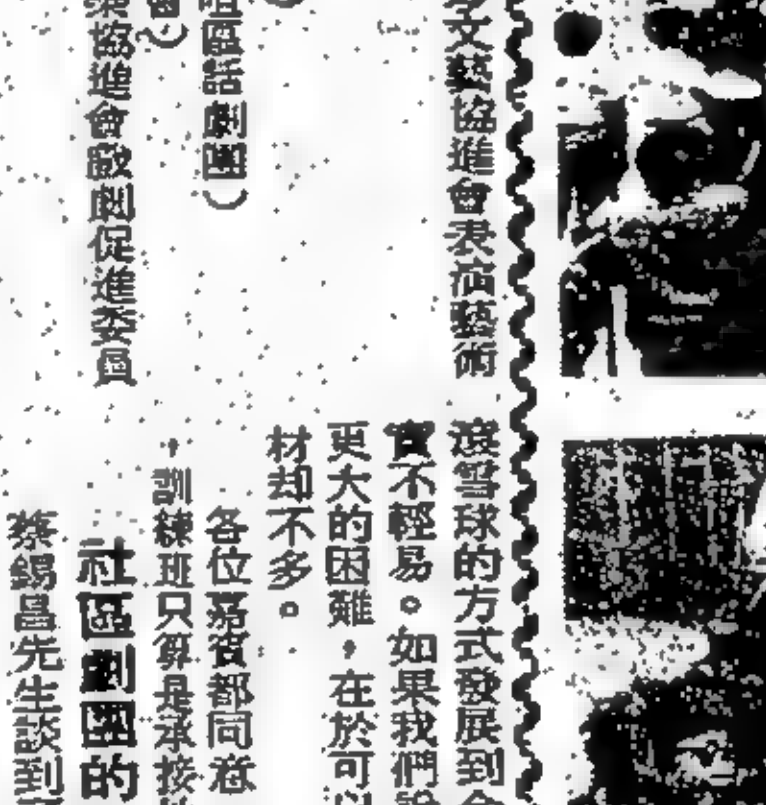 文藝協進會表演藝術
咀區話劇團）
協進會戲劇促進委員
滾雪球的方式發展到
實不輕易。如果我們
更大的困難，在於可以
材却不多。
各位嘉賓都同意
，訓練班只算是承接
社區劇團的
蔡錫昌先生談到